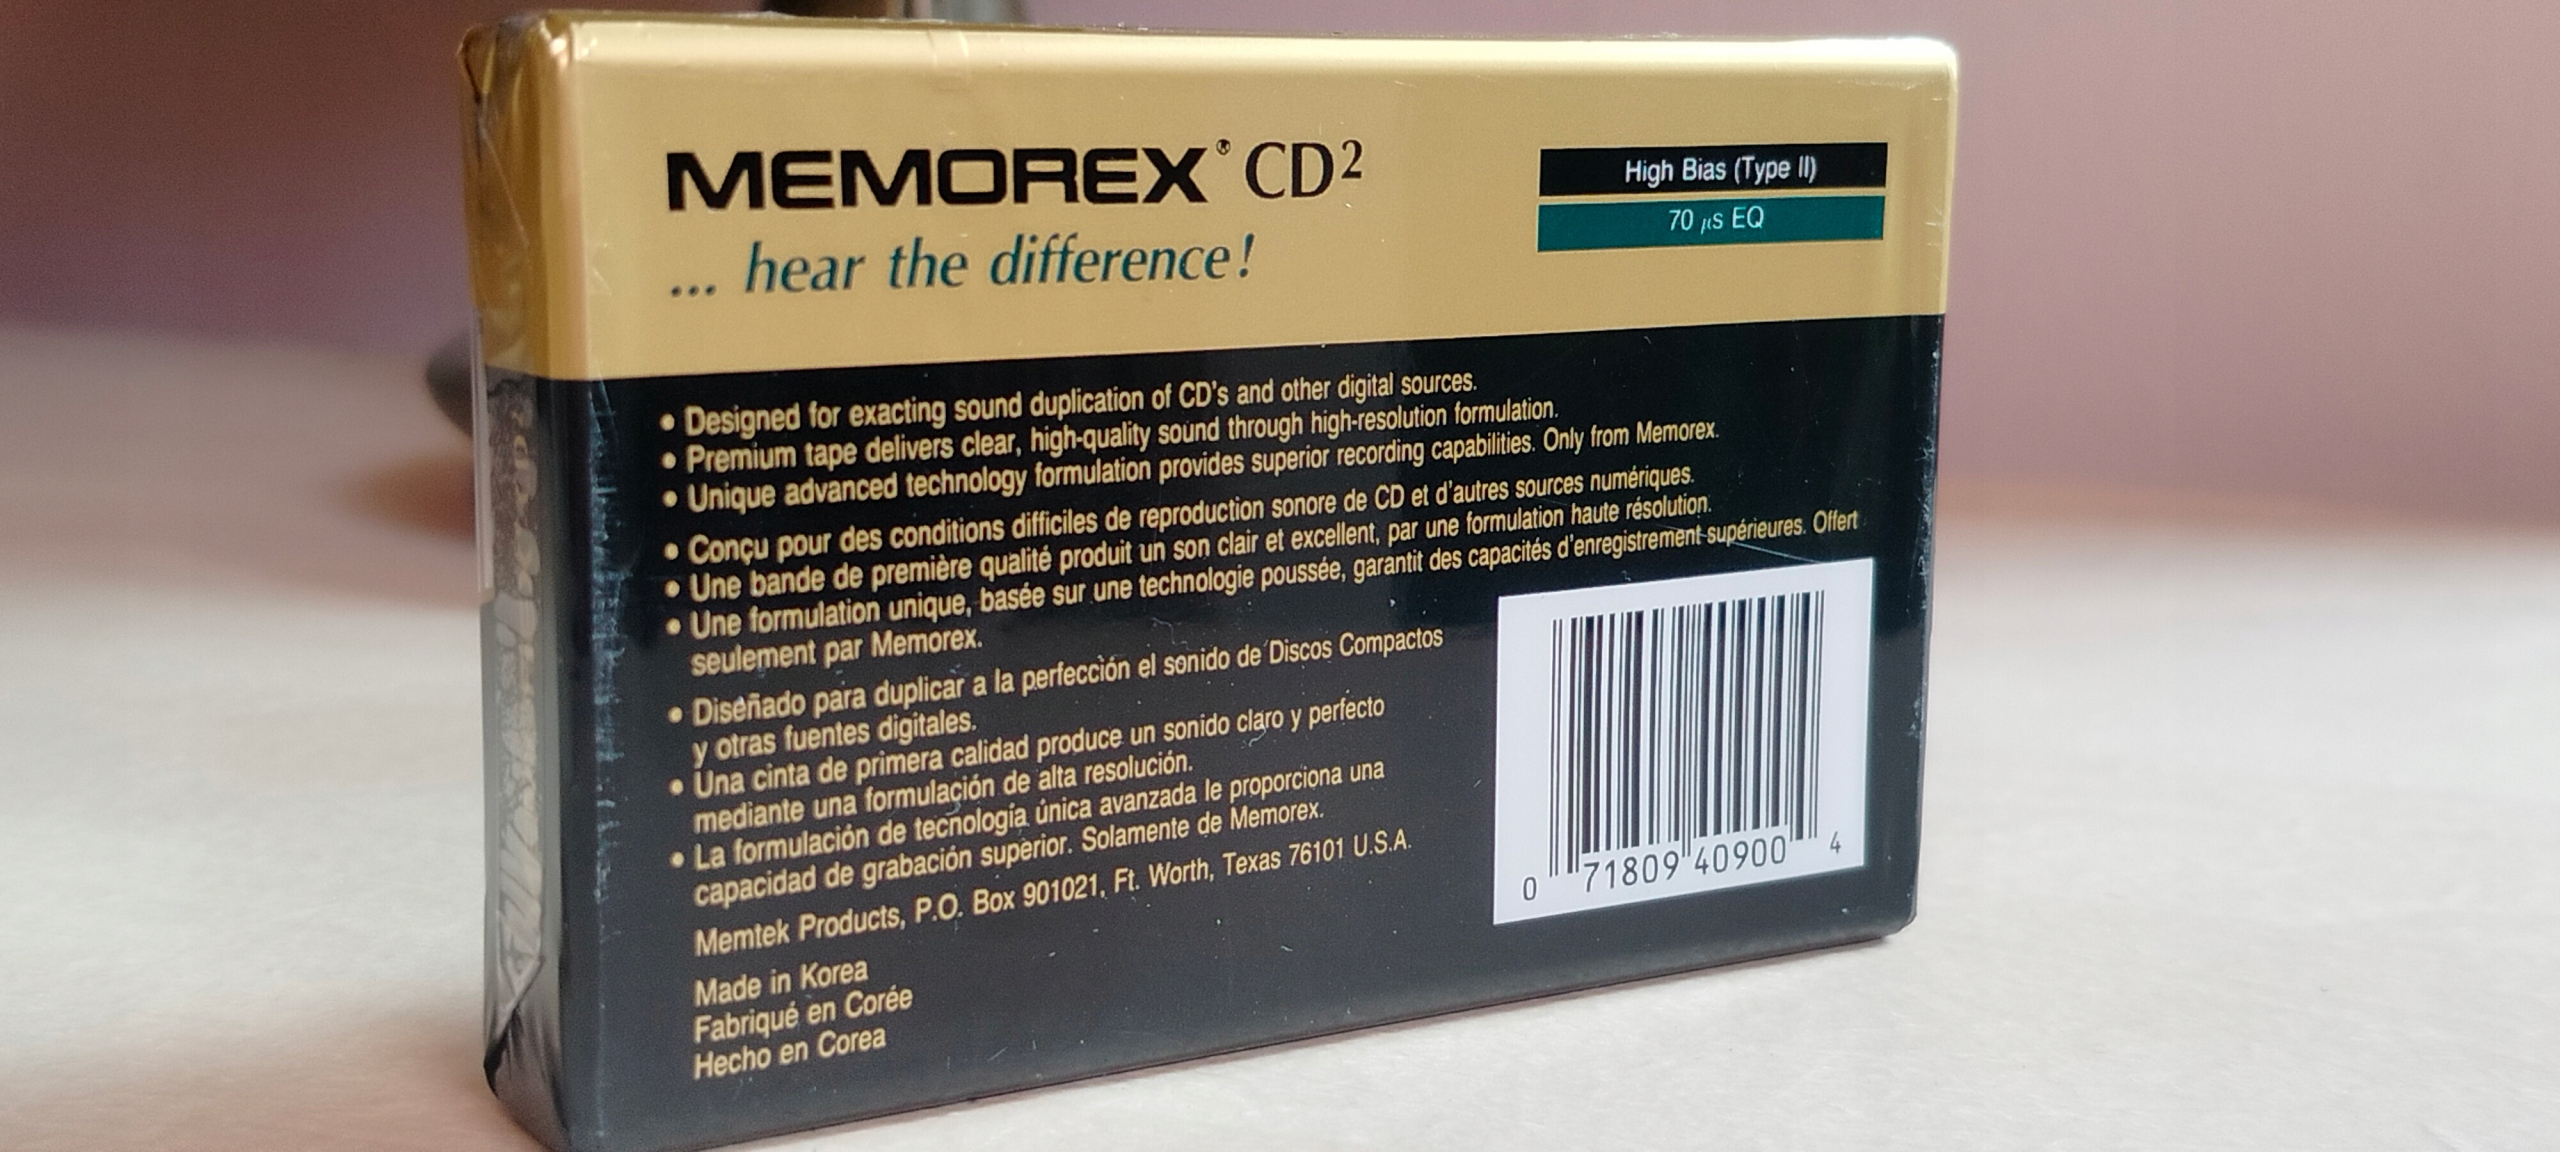 MEMOREX® CD²
... hear the difference!
High Bias (Type II)
70 µs EQ
• Designed for exacting sound duplication of CD's and other digital sources.
• Premium tape delivers clear, high-quality sound through high-resolution formulation.
• Unique advanced technology formulation provides superior recording capabilities. Only from Memorex.
• Conçu pour des conditions difficiles de reproduction sonore de CD et d'autres sources numériques.
• Une bande de première qualité produit un son clair et excellent, par une formulation haute résolution.
• Une formulation unique, basée sur une technologie poussée, garantit des capacités d'enregistrement supérieures. Offert
seulement par Memorex.
• Diseñado para duplicar a la perfección el sonido de Discos Compactos
y otras fuentes digitales.
• Una cinta de primera calidad produce un sonido claro y perfecto
mediante una formulación de alta resolución.
• La formulación de tecnología única avanzada le proporciona una
capacidad de grabación superior. Solamente de Memorex.
Memtek Products, P.O. Box 901021, Ft. Worth, Texas 76101 U.S.A.
Made in Korea
Fabriqué en Corée
Hecho en Corea
0 71809 40900 4